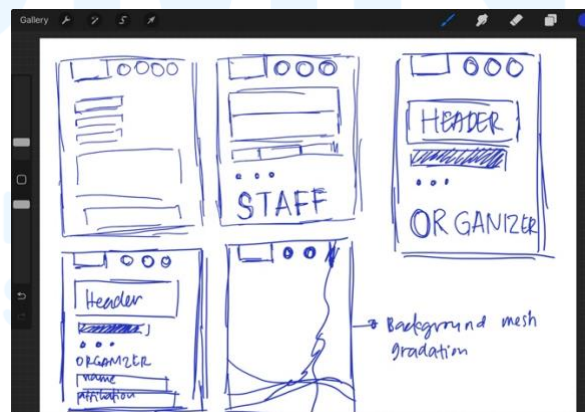 Gallery
STAFF
HEADER
ORGANIZER
Header
ORGANIZER
name
affiliation
Background mesh
gradation